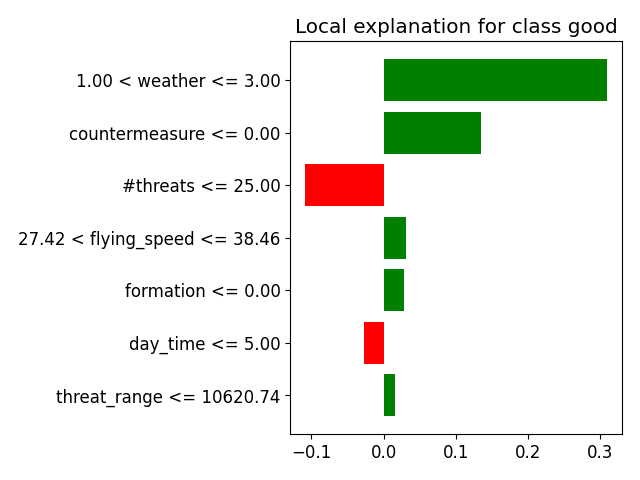 Local explanation for class good
1.00 < weather <= 3.00
countermeasure <= 0.00
#threats <= 25.00
27.42 < flying_speed <= 38.46
formation <= 0.00
day_time <= 5.00
threat_range <= 10620.74
−0.1 0.0 0.1 0.2 0.3